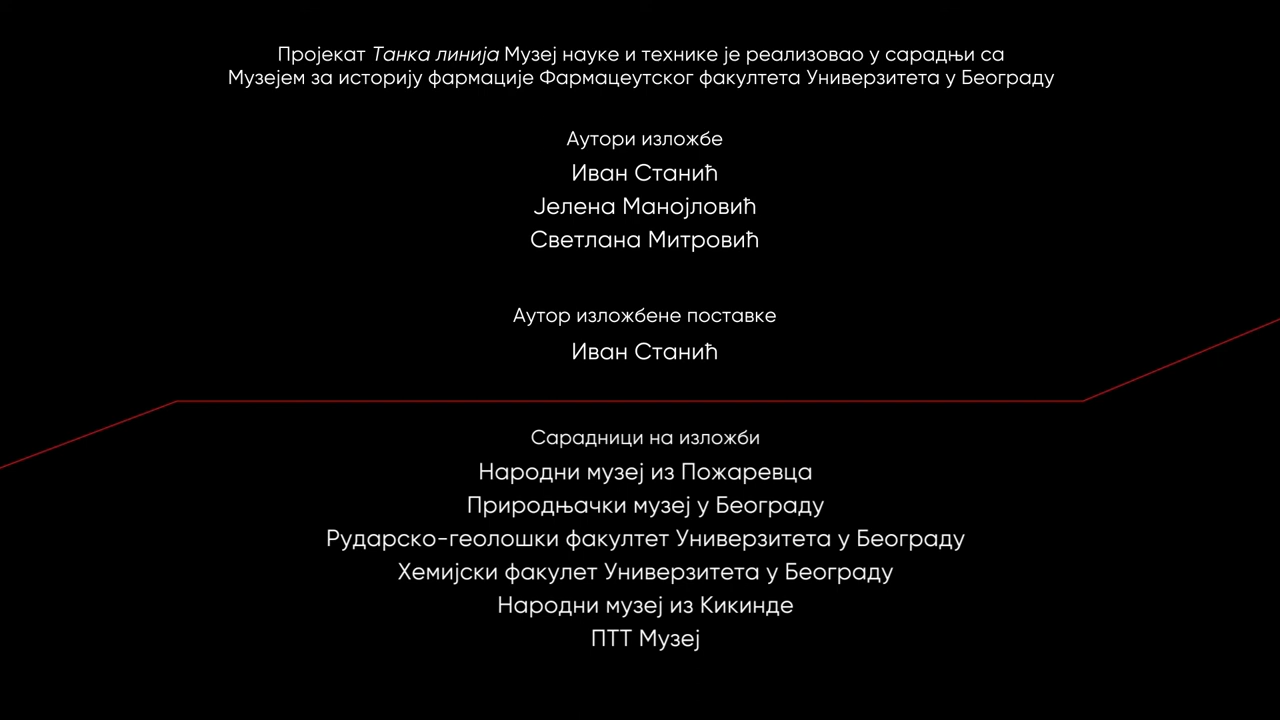 Пројекат Танка линија Музеј науке и технике је реализовао у сарадњи са
Музејем за историју фармације Фармацеутског факултета Универзитета у Београду
Аутори изложбе
Иван Станић
Јелена Манојловић
Светлана Митровић
Аутор изложбене поставке
Иван Станић
Сарадници на изложби
Народни музеј из Пожаревца
Природњачки музеј у Београду
Рударско-геолошки факултет Универзитета у Београду
Хемијски факулет Универзитета у Београду
Народни музеј из Кикинде
ПТТ Музеј